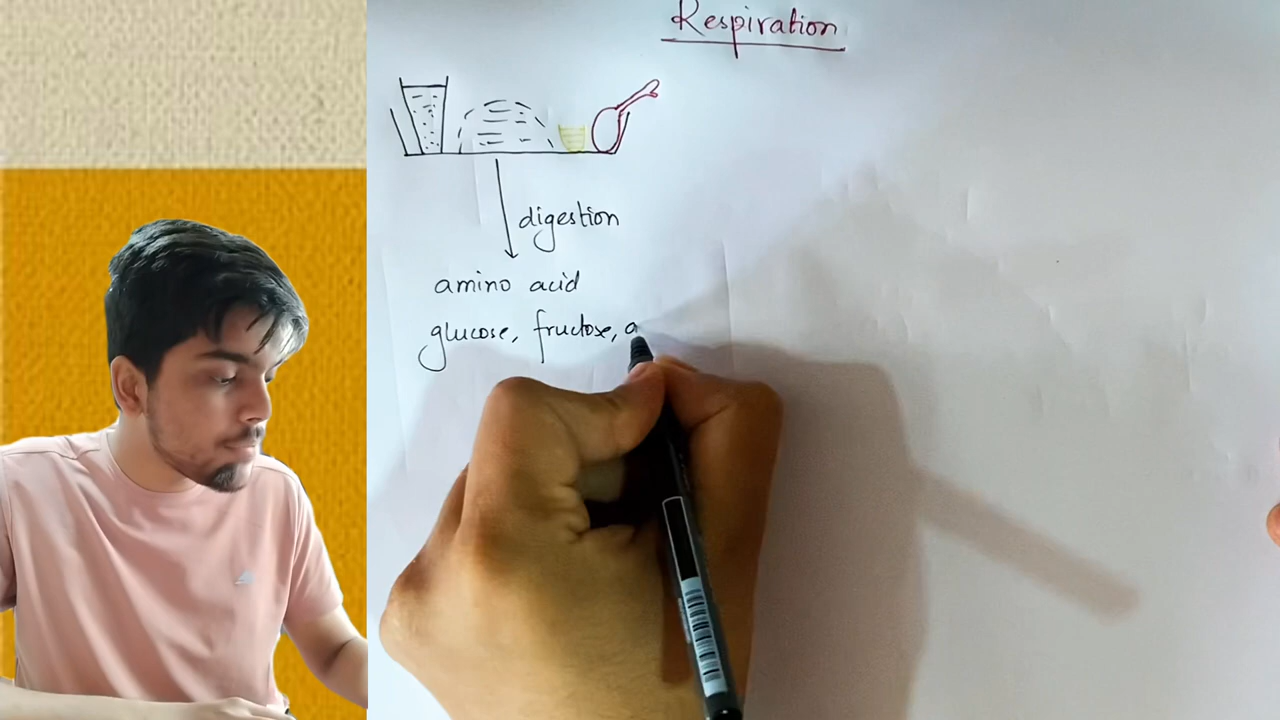 Respiration
digestion
amino acid
glucose, fructose, a